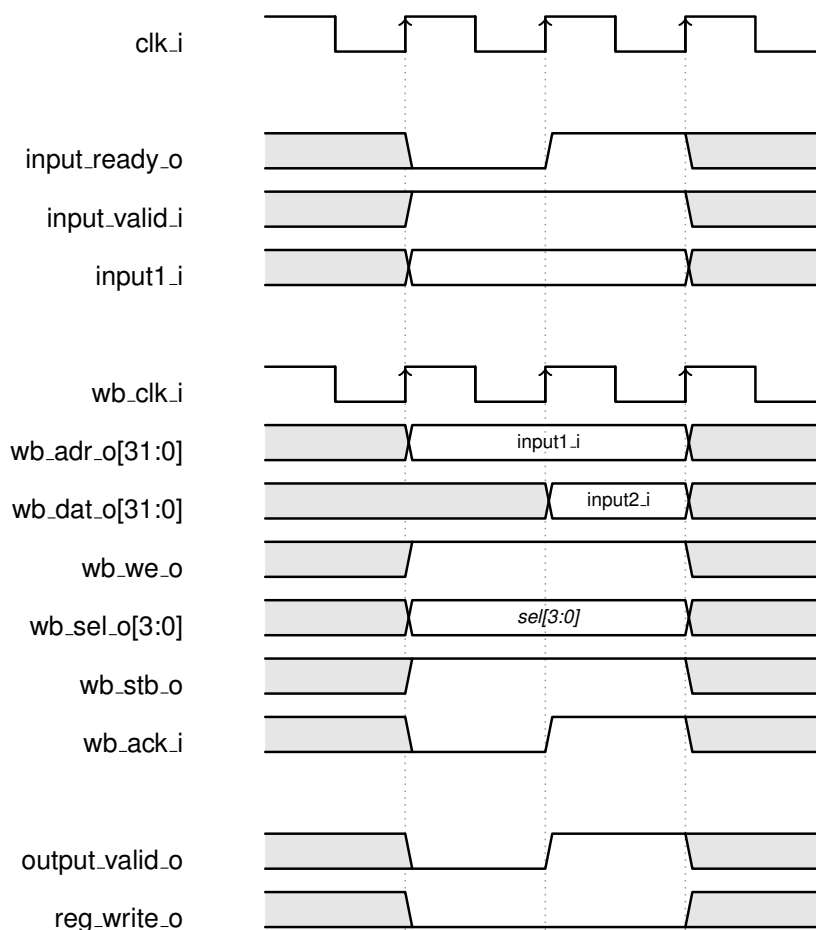 clk_i
input_ready_o
input_valid_i
input1_i
wb_clk_i
wb_adr_o[31:0] input1_i
wb_dat_o[31:0] input2_i
wb_we_o
wb_sel_o[3:0] sel[3:0]
wb_stb_o
wb_ack_i
output_valid_o
reg_write_o